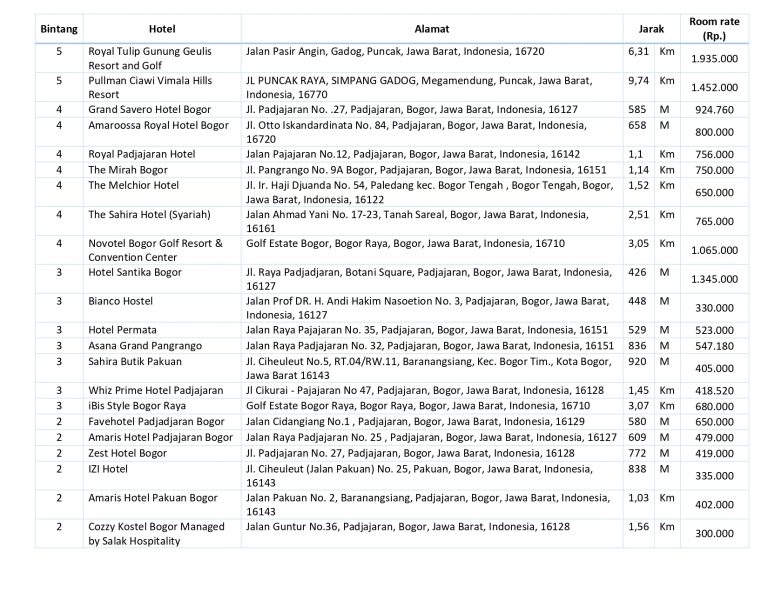 Bintang Hotel Alamat Jarak Room rate
(Rp.)
5 Royal Tulip Gunung Geulis Jalan Pasir Angin, Gadog, Puncak, Jawa Barat, Indonesia, 16720 6,31 Km 1.935.000
Resort and Golf
5 Pullman Ciawi Vimala Hills JL PUNCAK RAYA, SIMPANG GADOG, Megamendung, Puncak, Jawa Barat, 9,74 Km 1.452.000
Resort Indonesia, 16770
4 Grand Savero Hotel Bogor Jl. Padjajaran No. .27, Padjajaran, Bogor, Jawa Barat, Indonesia, 16127 585 M 924.760
4 Amaroossa Royal Hotel Bogor Jl. Otto Iskandardinata No. 84, Padjajaran, Bogor, Jawa Barat, Indonesia, 658 M 800.000
16720
4 Royal Padjajaran Hotel Jalan Pajajaran No.12, Padjajaran, Bogor, Jawa Barat, Indonesia, 16142 1,1 Km 756.000
4 The Mirah Bogor Jl. Pangrango No. 9A Bogor, Padjajaran, Bogor, Jawa Barat, Indonesia, 16151 1,14 Km 750.000
4 The Melchior Hotel Jl. Ir. Haji Djuanda No. 54, Paledang kec. Bogor Tengah , Bogor Tengah, Bogor, 1,52 Km 650.000
Jawa Barat, Indonesia, 16122
4 The Sahira Hotel (Syariah) Jalan Ahmad Yani No. 17-23, Tanah Sareal, Bogor, Jawa Barat, Indonesia, 2,51 Km 765.000
16161
4 Novotel Bogor Golf Resort & Golf Estate Bogor, Bogor Raya, Bogor, Jawa Barat, Indonesia, 16710 3,05 Km 1.065.000
Convention Center
3 Hotel Santika Bogor Jl. Raya Padjadjaran, Botani Square, Padjajaran, Bogor, Jawa Barat, Indonesia, 426 M 1.345.000
16127
3 Bianco Hostel Jalan Prof DR. H. Andi Hakim Nasoetion No. 3, Padjajaran, Bogor, Jawa Barat, 448 M 330.000
Indonesia, 16127
3 Hotel Permata Jalan Raya Pajajaran No. 35, Padjajaran, Bogor, Jawa Barat, Indonesia, 16151 529 M 523.000
3 Asana Grand Pangrango Jalan Raya Padjajaran No. 32, Padjajaran, Bogor, Jawa Barat, Indonesia, 16151 836 M 547.180
3 Sahira Butik Pakuan Jl. Ciheuleut No.5, RT.04/RW.11, Baranangsiang, Kec. Bogor Tim., Kota Bogor, 920 M 405.000
Jawa Barat 16143
3 Whiz Prime Hotel Padjajaran Jl Cikurai - Pajajaran No 47, Padjajaran, Bogor, Jawa Barat, Indonesia, 16128 1,45 Km 418.520
3 iBis Style Bogor Raya Golf Estate Bogor Raya, Bogor Raya, Bogor, Jawa Barat, Indonesia, 16710 3,07 Km 680.000
2 Favehotel Padjadjaran Bogor Jalan Cidangiang No.1 , Padjajaran, Bogor, Jawa Barat, Indonesia, 16129 580 M 650.000
2 Amaris Hotel Padjajaran Bogor Jalan Raya Padjajaran No. 25 , Padjajaran, Bogor, Jawa Barat, Indonesia, 16127 609 M 479.000
2 Zest Hotel Bogor Jl. Padjajaran No. 27, Padjajaran, Bogor, Jawa Barat, Indonesia, 16128 772 M 419.000
2 IZI Hotel Jl. Ciheuleut (Jalan Pakuan) No. 25, Pakuan, Bogor, Jawa Barat, Indonesia, 838 M 335.000
16143
2 Amaris Hotel Pakuan Bogor Jalan Pakuan No. 2, Baranangsiang, Padjajaran, Bogor, Jawa Barat, Indonesia, 1,03 Km 402.000
16143
2 Cozzy Kostel Bogor Managed Jalan Guntur No.36, Padjajaran, Bogor, Jawa Barat, Indonesia, 16128 1,56 Km 300.000
by Salak Hospitality